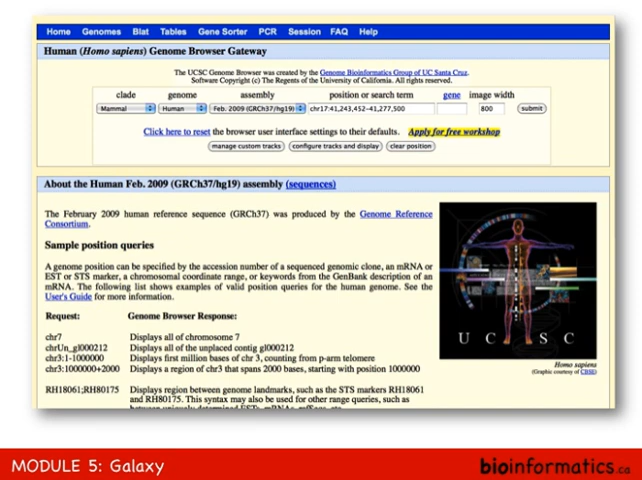 Home Genomes Blat Tables Gene Sorter PCR Session FAQ Help
Human (Homo sapiens) Genome Browser Gateway
The UCSC Genome Browser was created by the Genome Bioinformatics Group of UC Santa Cruz.
Software Copyright (c) The Regents of the University of California. All rights reserved.
clade genome assembly position or search term gene image width
Mammal Human Feb. 2009 (GRCh37/hg19) chr17:41,243,452-41,277,500 800 submit
Click here to reset the browser user interface settings to their defaults. Apply for free workshop
manage custom tracks configure tracks and display clear position
About the Human Feb. 2009 (GRCh37/hg19) assembly (sequences)
The February 2009 human reference sequence (GRCh37) was produced by the Genome Reference
Consortium.
Sample position queries
A genome position can be specified by the accession number of a sequenced genomic clone, an mRNA or
EST or STS marker, a chromosomal coordinate range, or keywords from the GenBank description of an
mRNA. The following list shows examples of valid position queries for the human genome. See the
User's Guide for more information.
Request: Genome Browser Response:
chr7 Displays all of chromosome 7
chrUn_gl000212 Displays all of the unplaced contig gl000212
chr3:1-1000000 Displays first million bases of chr 3, counting from p-arm telomere
chr3:1000000+2000 Displays a region of chr3 that spans 2000 bases, starting with position 1000000
RH18061;RH80175 Displays region between genome landmarks, such as the STS markers RH18061
and RH80175. This syntax may also be used for other range queries, such as
between uniquely determined ESTs, mRNAs, refSeqs, etc.
U C S C
Homo sapiens
(Graphic courtesy of CBSE)
MODULE 5: Galaxy
bioinformatics.ca